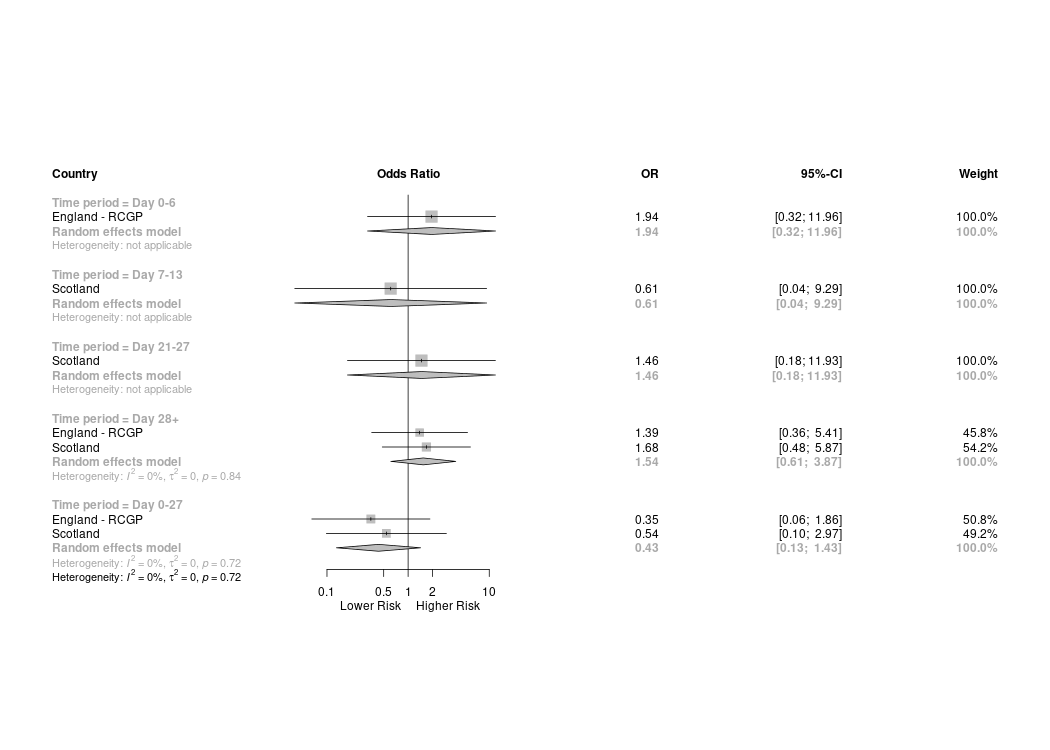 Country Odds Ratio OR 95%-CI Weight
Time period = Day 0-6
England - RCGP 1.94 [0.32; 11.96] 100.0%
Random effects model 1.94 [0.32; 11.96] 100.0%
Heterogeneity: not applicable
Time period = Day 7-13
Scotland 0.61 [0.04; 9.29] 100.0%
Random effects model 0.61 [0.04; 9.29] 100.0%
Heterogeneity: not applicable
Time period = Day 21-27
Scotland 1.46 [0.18; 11.93] 100.0%
Random effects model 1.46 [0.18; 11.93] 100.0%
Heterogeneity: not applicable
Time period = Day 28+
England - RCGP 1.39 [0.36; 5.41] 45.8%
Scotland 1.68 [0.48; 5.87] 54.2%
Random effects model 1.54 [0.61; 3.87] 100.0%
Heterogeneity: I² = 0%, τ² = 0, p = 0.84
Time period = Day 0-27
England - RCGP 0.35 [0.06; 1.86] 50.8%
Scotland 0.54 [0.10; 2.97] 49.2%
Random effects model 0.43 [0.13; 1.43] 100.0%
Heterogeneity: I² = 0%, τ² = 0, p = 0.72
Heterogeneity: I² = 0%, τ² = 0, p = 0.72
0.1 0.5 1 2 10
Lower Risk Higher Risk